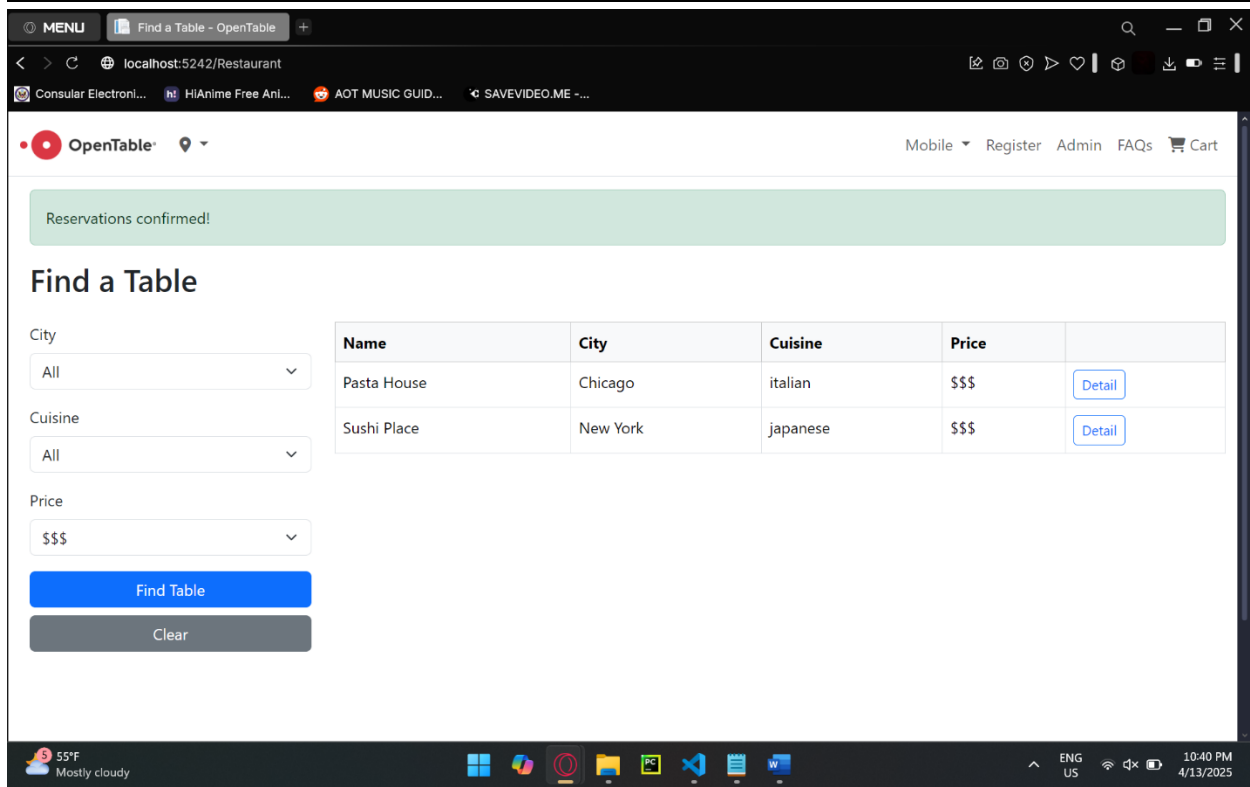 MENU Find a Table - OpenTable
localhost:5242/Restaurant
Consular Electroni... h! HiAnime Free Ani... AOT MUSIC GUID... SAVEVIDEO.ME -...
OpenTable Mobile Register Admin FAQs Cart
Reservations confirmed!
Find a Table
City
All
Cuisine
All
Price
$$$
Find Table
Clear
Name City Cuisine Price
Pasta House Chicago italian $$$ Detail
Sushi Place New York japanese $$$ Detail
5 55°F
Mostly cloudy
PC W
ENG
US
10:40 PM
4/13/2025